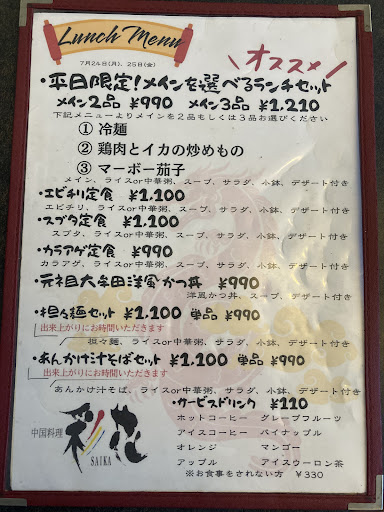 Lunch Menu
7月24日(月)、25日(金)
オススメ!
・平日限定!メインを選べるランチセット
メイン2品 ¥990 メイン3品 ¥1,210
下記メニューよりメインを2品もしくは3品お選びください
① 冷麺
② 鶏肉とイカの炒めもの
③ マーボー茄子
メイン、ライスor中華粥、スープ、サラダ、小鉢、デザート付き
・エビチリ定食 ¥1,100
エビチリ、ライスor中華粥、スープ、サラダ、小鉢、デザート付き
・スブタ定食 ¥1,100
スブタ、ライスor中華粥、スープ、サラダ、小鉢、デザート付き
・カラアゲ定食 ¥990
カラアゲ、ライスor中華粥、スープ、サラダ、小鉢、デザート付き
・元祖大牟田洋風かつ丼 ¥990
洋風かつ丼、スープ、デザート付き
・担々麺セット ¥1,100 単品 ¥990
出来上がりにお時間いただきます
担々麺、ライスor中華粥、サラダ、小鉢、デザート付き
・あんかけ汁そばセット ¥1,100 単品 ¥990
出来上がりにお時間いただきます
あんかけ汁そば、ライスor中華粥、サラダ、小鉢、デザート付き
・サービスドリンク ¥110
ホットコーヒー グレープフルーツ
アイスコーヒー パイナップル
オレンジ マンゴー
アップル アイスウーロン茶
※お食事をされない方 ¥330
中国料理 彩花
SAIKA